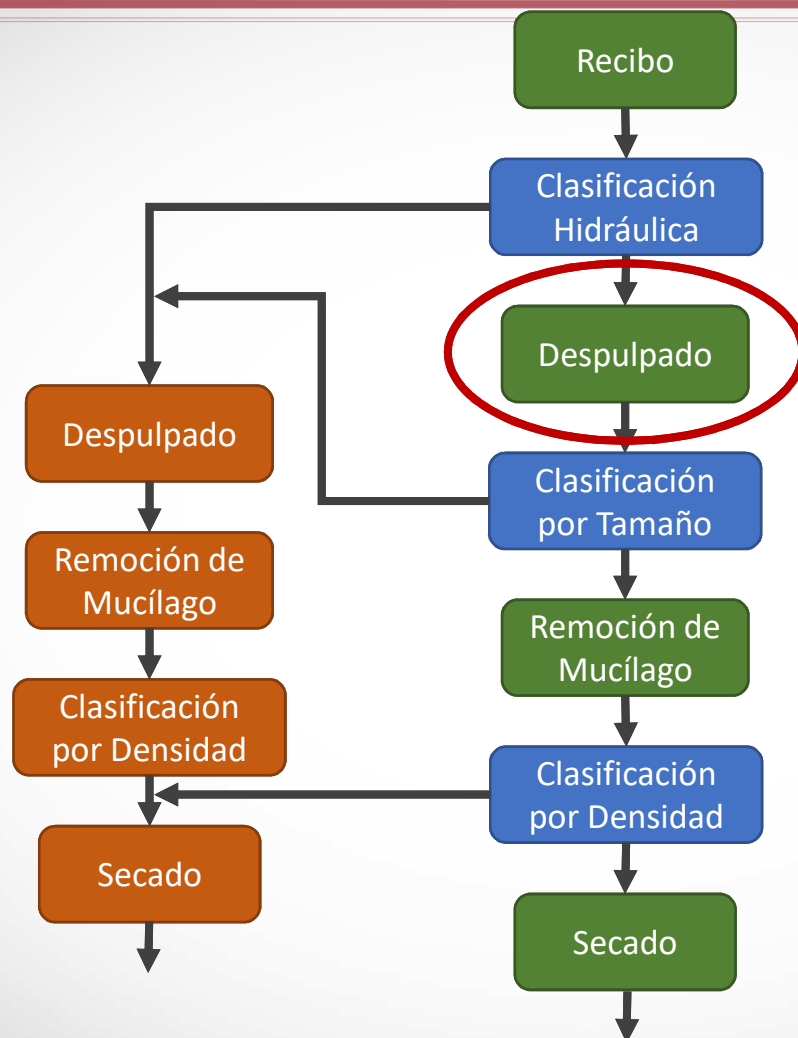 Recibo
Clasificación
Hidráulica
Despulpado
Clasificación
por Tamaño
Remoción de
Mucílago
Clasificación
por Densidad
Secado
Despulpado
Remoción de
Mucílago
Clasificación
por Densidad
Secado